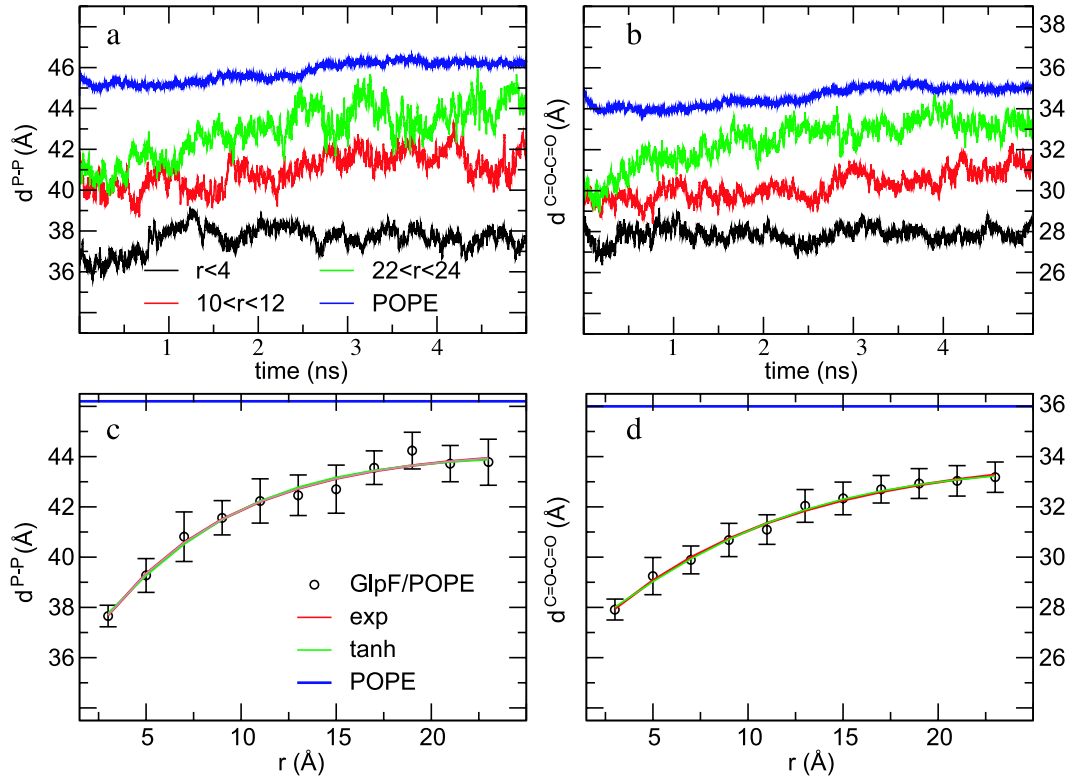 a
48
46
44
42
40
38
36
d^P-P (Å)
r<4
22<r<24
10<r<12
POPE
1
2
3
4
time (ns)
b
38
36
34
32
30
28
26
d^C=O-C=O (Å)
1
2
3
4
time (ns)
c
44
42
40
38
36
d^P-P (Å)
GlpF/POPE
exp
tanh
POPE
5
10
15
20
r (Å)
d
36
34
32
30
28
26
d^C=O-C=O (Å)
5
10
15
20
r (Å)